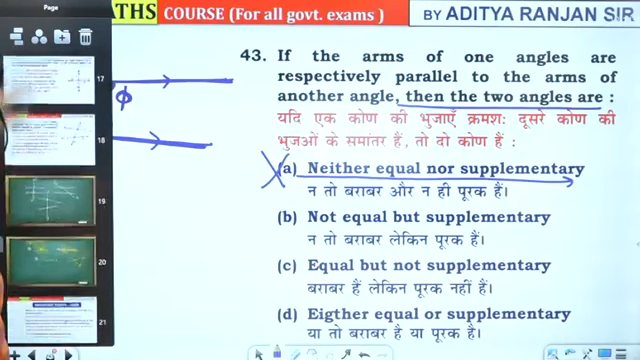 THS COURSE (For all govt. exams)
BY ADITYA RANJAN SIR
Page
17
18
19
20
21
ф
43. If the arms of one angles are
respectively parallel to the arms of
another angle, then the two angles are :
यदि एक कोण की भुजाएँ क्रमशः दूसरे कोण की
भुजओं के समातर हैं, तो दो कोण हैं :
(a) Neither equal nor supplementary
न तो बराबर और न ही पूरक हैं।
(b) Not equal but supplementary
न तो बराबर लेकिन पूरक हैं।
(c) Equal but not supplementary
बराबर हैं लेकिन पूरक नहीं हैं।
(d) Eigther equal or supplementary
या तो बराबर है या पूरक है।